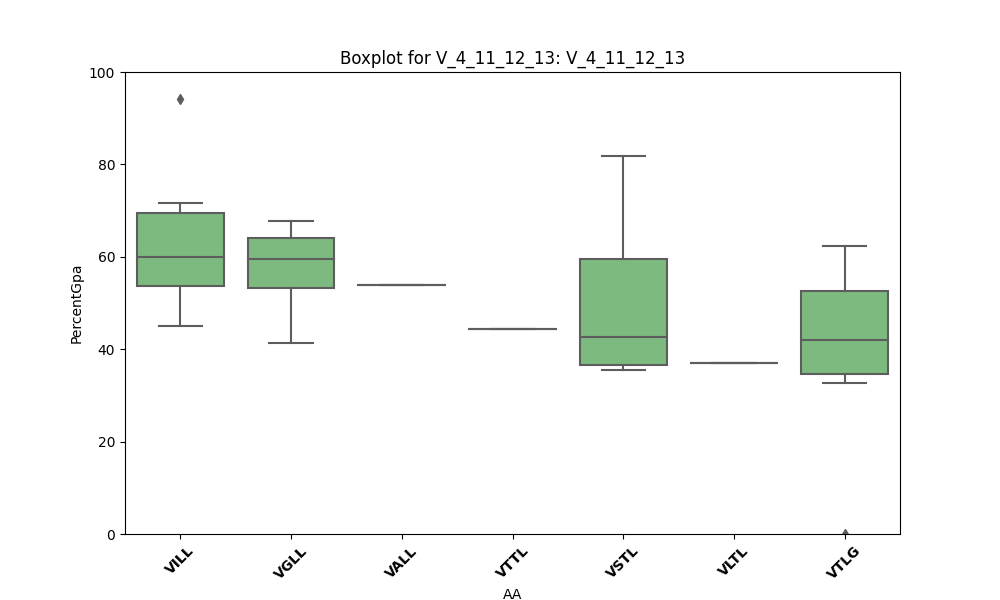 Boxplot for V_4_11_12_13: V_4_11_12_13
100
80
60
40
20
0
PercentGpa
VILL
VGLL
VALL
VTTL
VSTL
VLTL
VTLG
AA